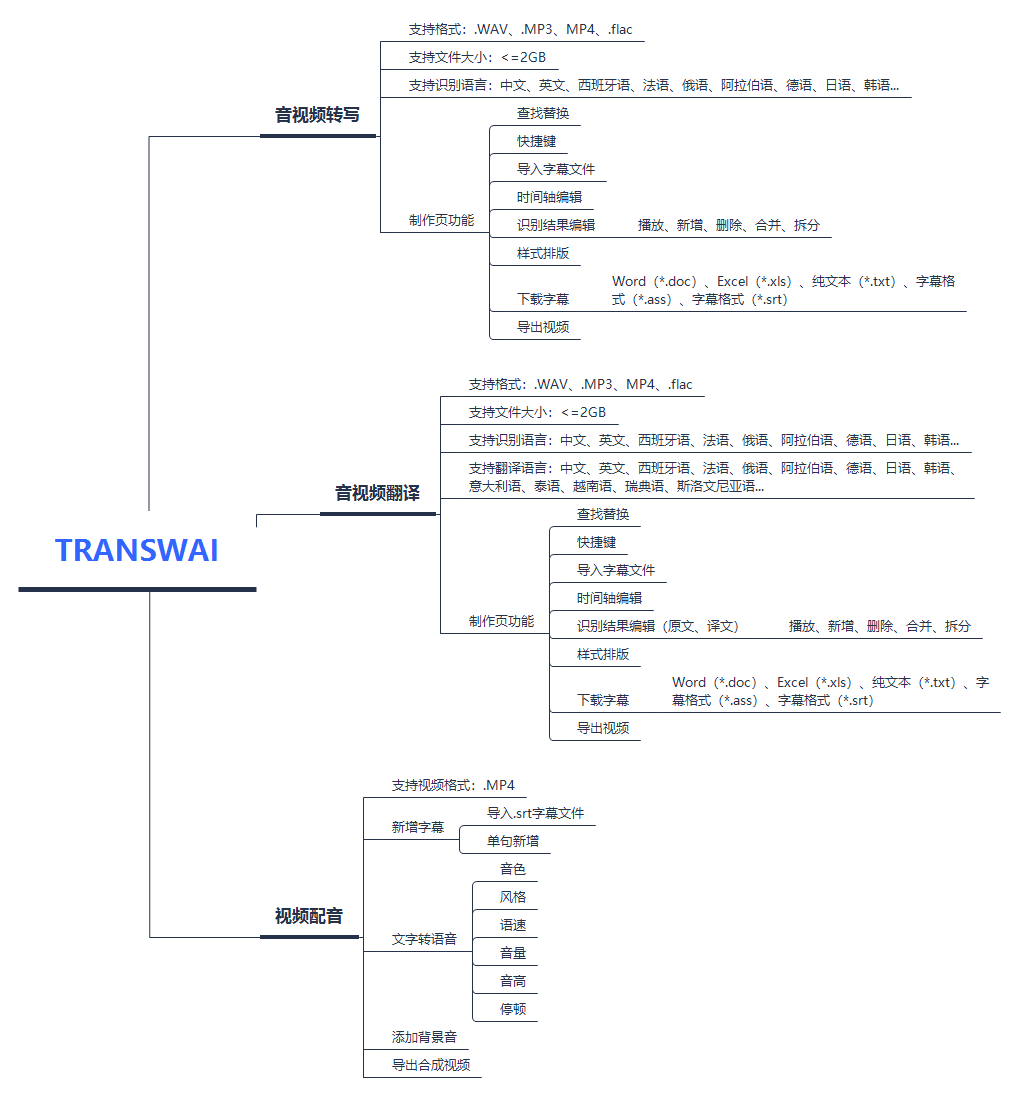 支持格式：.WAV、.MP3、MP4、.flac
支持文件大小：<=2GB
支持识别语言：中文、英文、西班牙语、法语、俄语、阿拉伯语、德语、日语、韩语...
音视频转写
查找替换
快捷键
导入字幕文件
时间轴编辑
制作页功能
识别结果编辑 播放、新增、删除、合并、拆分
样式排版
Word（*.doc）、Excel（*.xls）、纯文本（*.txt）、字幕格
式（*.ass）、字幕格式（*.srt）
下载字幕
导出视频
支持格式：.WAV、.MP3、MP4、.flac
支持文件大小：<=2GB
支持识别语言：中文、英文、西班牙语、法语、俄语、阿拉伯语、德语、日语、韩语...
支持翻译语言：中文、英文、西班牙语、法语、俄语、阿拉伯语、德语、日语、韩语、
意大利语、泰语、越南语、瑞典语、斯洛文尼亚语...
音视频翻译
查找替换
快捷键
TRANSWAI
导入字幕文件
时间轴编辑
制作页功能
识别结果编辑（原文、译文） 播放、新增、删除、合并、拆分
样式排版
Word（*.doc）、Excel（*.xls）、纯文本（*.txt）、字
幕格式（*.ass）、字幕格式（*.srt）
下载字幕
导出视频
支持视频格式：.MP4
新增字幕
导入.srt字幕文件
单句新增
音色
风格
视频配音
语速
文字转语音
音量
音高
停顿
添加背景音
导出合成视频